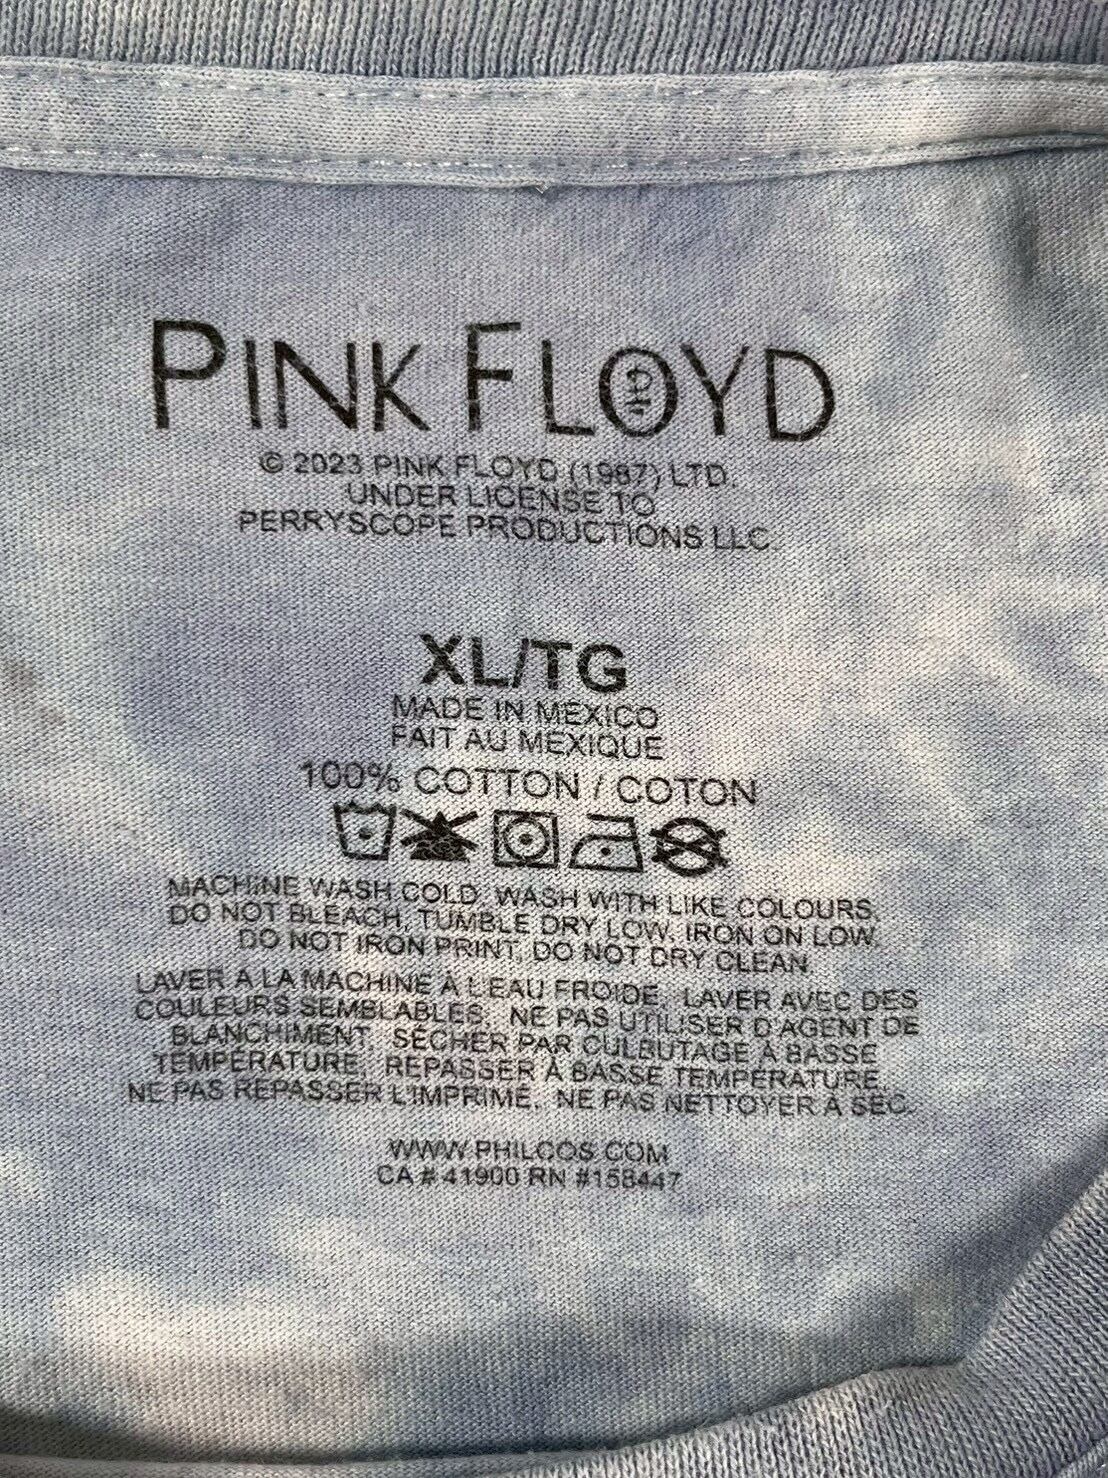 PINK FLOYD
© 2023 PINK FLOYD (1987) LTD.
UNDER LICENSE TO
PERRYSCOPE PRODUCTIONS LLC.
XL/TG
MADE IN MEXICO
FAIT AU MEXIQUE
100% COTTON / COTON
MACHINE WASH COLD, WASH WITH LIKE COLOURS.
DO NOT BLEACH, TUMBLE DRY LOW. IRON ON LOW.
DO NOT IRON PRINT, DO NOT DRY CLEAN.
LAVER A LA MACHINE À L'EAU FROIDE. LAVER AVEC DES
COULEURS SEMBLABLES. NE PAS UTILISER D'AGENT DE
BLANCHIMENT. SÉCHER PAR CULBUTAGE À BASSE
TEMPÉRATURE. REPASSER À BASSE TEMPÉRATURE.
NE PAS REPASSER L'IMPRIMÉ. NE PAS NETTOYER À SEC.
WWW.PHILCOS.COM
CA # 41900 RN #158447